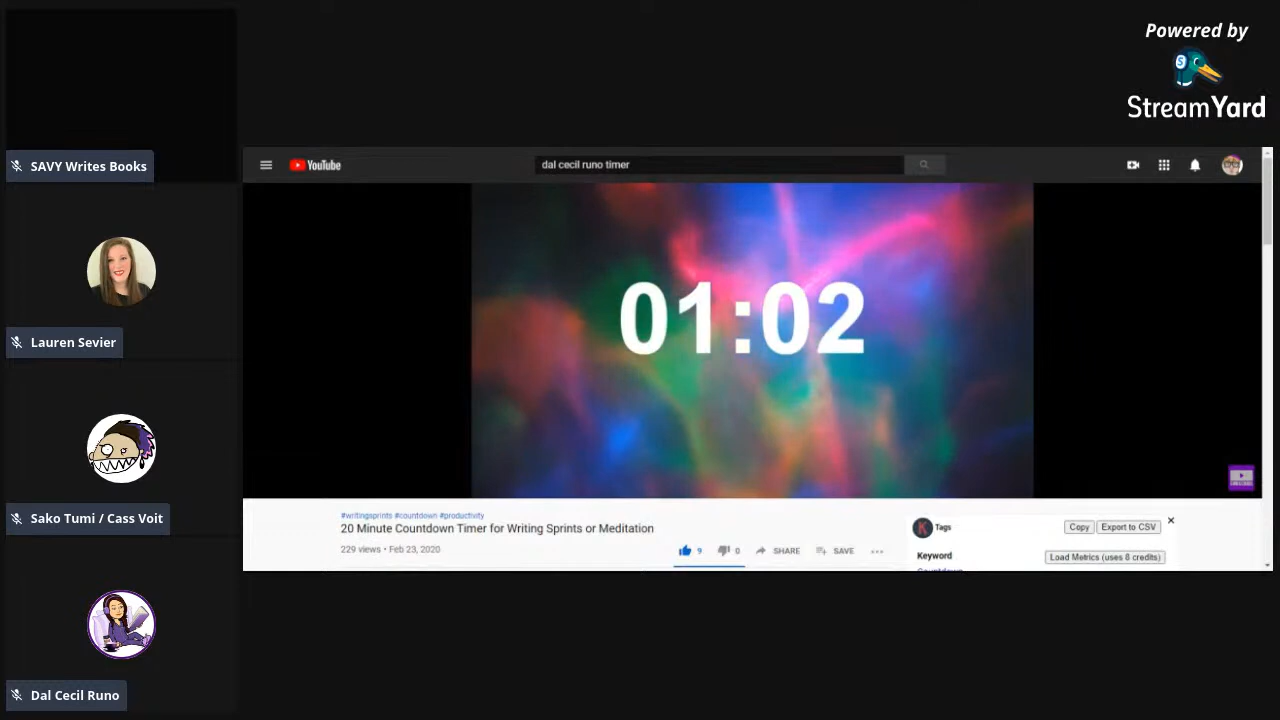 Powered by
StreamYard
SAVY Writes Books
Lauren Sevier
Sako Tumi / Cass Voit
Dal Cecil Runo
YouTube
dal cecil runo timer
01:02
#writingsprints #countdown #productivity
20 Minute Countdown Timer for Writing Sprints or Meditation
229 views • Feb 23, 2020
9
0
SHARE
SAVE
K
Tags
Copy
Export to CSV
Keyword
Load Metrics (uses 8 credits)
Countdown